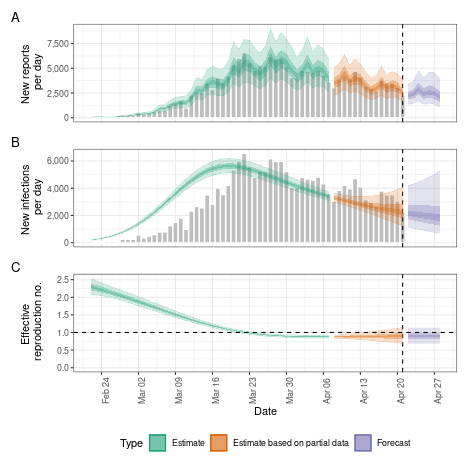 A
New reports
per day
7,500
5,000
2,500
0
B
New infections
per day
6,000
4,000
2,000
0
C
Effective
reproduction no.
2.5
2.0
1.5
1.0
0.5
0.0
Feb 24
Mar 02
Mar 09
Mar 16
Mar 23
Mar 30
Apr 06
Apr 13
Apr 20
Apr 27
Date
Type Estimate Estimate based on partial data Forecast